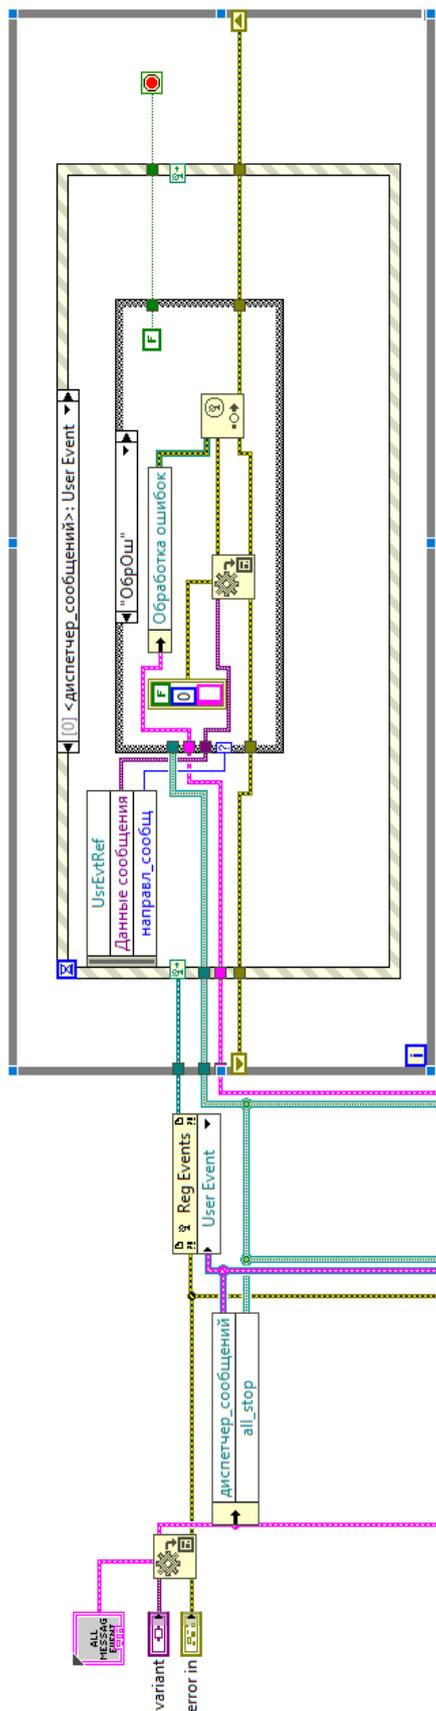 [0] <диспетчер_сообщений>: User Event
"ОбрОш"
F
Обработка ошибок
F
0
?
UsrEvtRef
Данные сообщения
направл_сообщ
i
Reg Events
User Event
диспетчер_сообщений
all_stop
ALL
MESSAG
EVENT
variant
error in